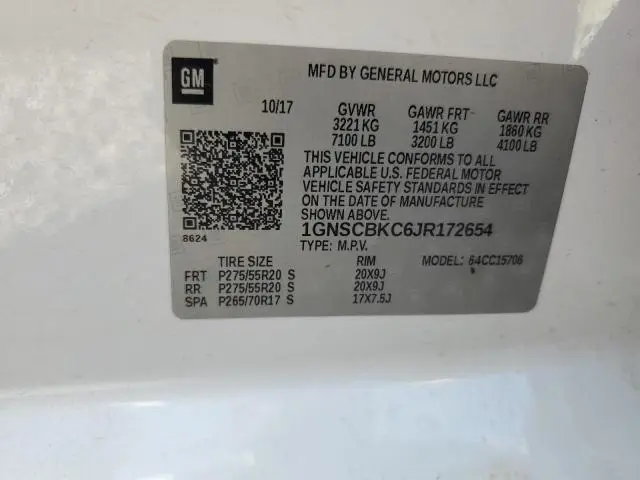 GM
MFD BY GENERAL MOTORS LLC
10/17 GVWR GAWR FRT GAWR RR
3221 KG 1451 KG 1860 KG
7100 LB 3200 LB 4100 LB
THIS VEHICLE CONFORMS TO ALL
APPLICABLE U.S. FEDERAL MOTOR
VEHICLE SAFETY STANDARDS IN EFFECT
ON THE DATE OF MANUFACTURE
SHOWN ABOVE.
8624
1GNSCBKC6JR172654
TYPE: M.P.V. MODEL: 64CC15706
TIRE SIZE RIM
FRT P275/55R20 S 20X9J
RR P275/55R20 S 20X9J
SPA P265/70R17 S 17X7.5J